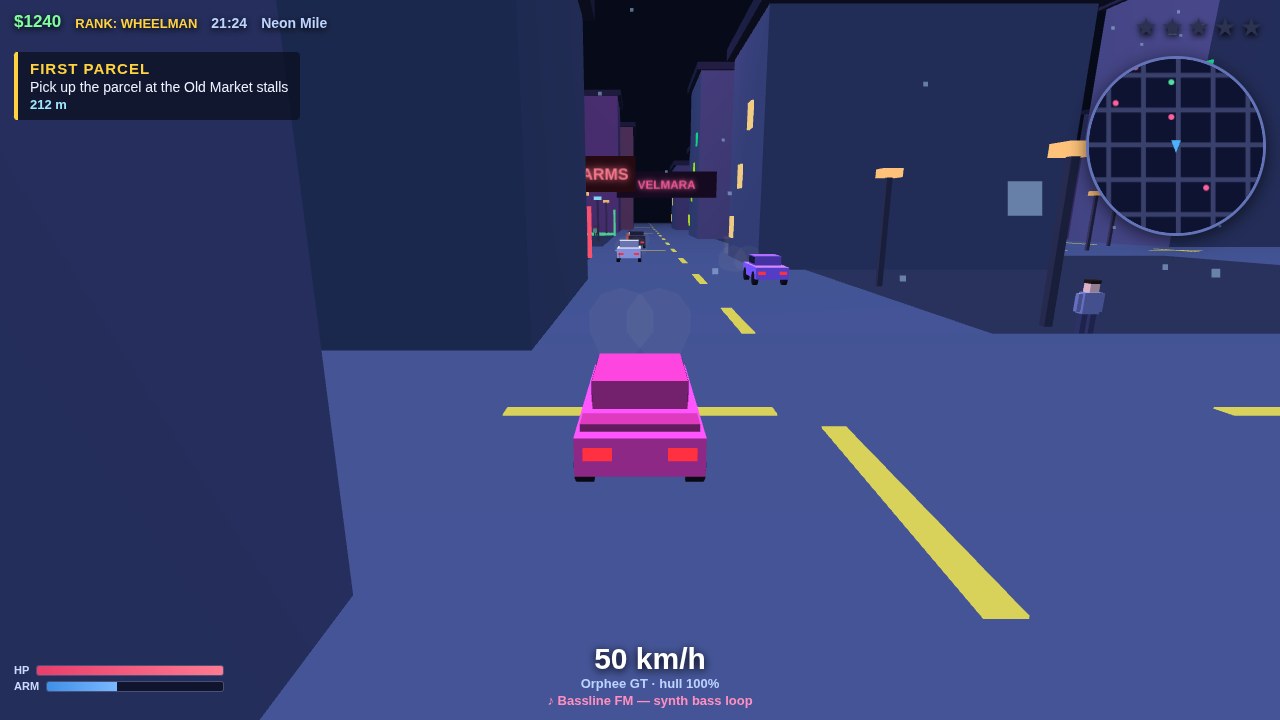 $1240 RANK: WHEELMAN 21:24 Neon Mile
FIRST PARCEL
Pick up the parcel at the Old Market stalls
212 m
ARMS
VELMARA
HP
ARM
50 km/h
Orphee GT · hull 100%
♪ Bassline FM — synth bass loop